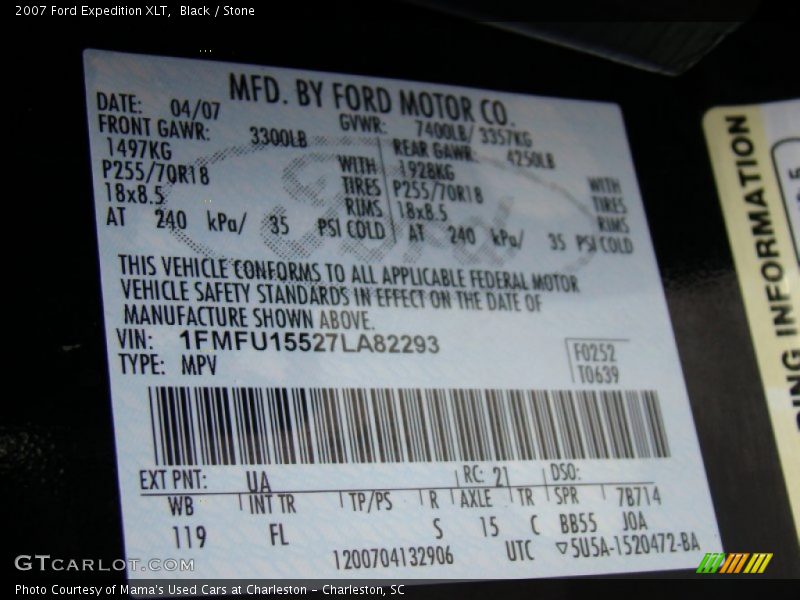 2007 Ford Expedition XLT, Black / Stone
MFD. BY FORD MOTOR CO.
DATE: 04/07 GVWR: 7400LB/ 3357KG
FRONT GAWR: 3300LB REAR GAWR: 4250LB
1497KG WITH 1928KG WITH
P255/70R18 TIRES P255/70R18 TIRES
18x8.5 RIMS 18x8.5 RIMS
AT 240 kPa/ 35 PSI COLD AT 240 kPa/ 35 PSI COLD
THIS VEHICLE CONFORMS TO ALL APPLICABLE FEDERAL MOTOR
VEHICLE SAFETY STANDARDS IN EFFECT ON THE DATE OF
MANUFACTURE SHOWN ABOVE.
VIN: 1FMFU15527LA82293
TYPE: MPV
F0252
T0639
EXT PNT: UA RC: 21 DSO:
WB INT TR TP/PS R AXLE TR SPR 7B714
119 FL S 15 C BB55 JOA
1200704132906 UTC ▽5U5A-1520472-BA
ING INFORMATION
GTCARLOT.COM
Photo Courtesy of Mama's Used Cars at Charleston - Charleston, SC